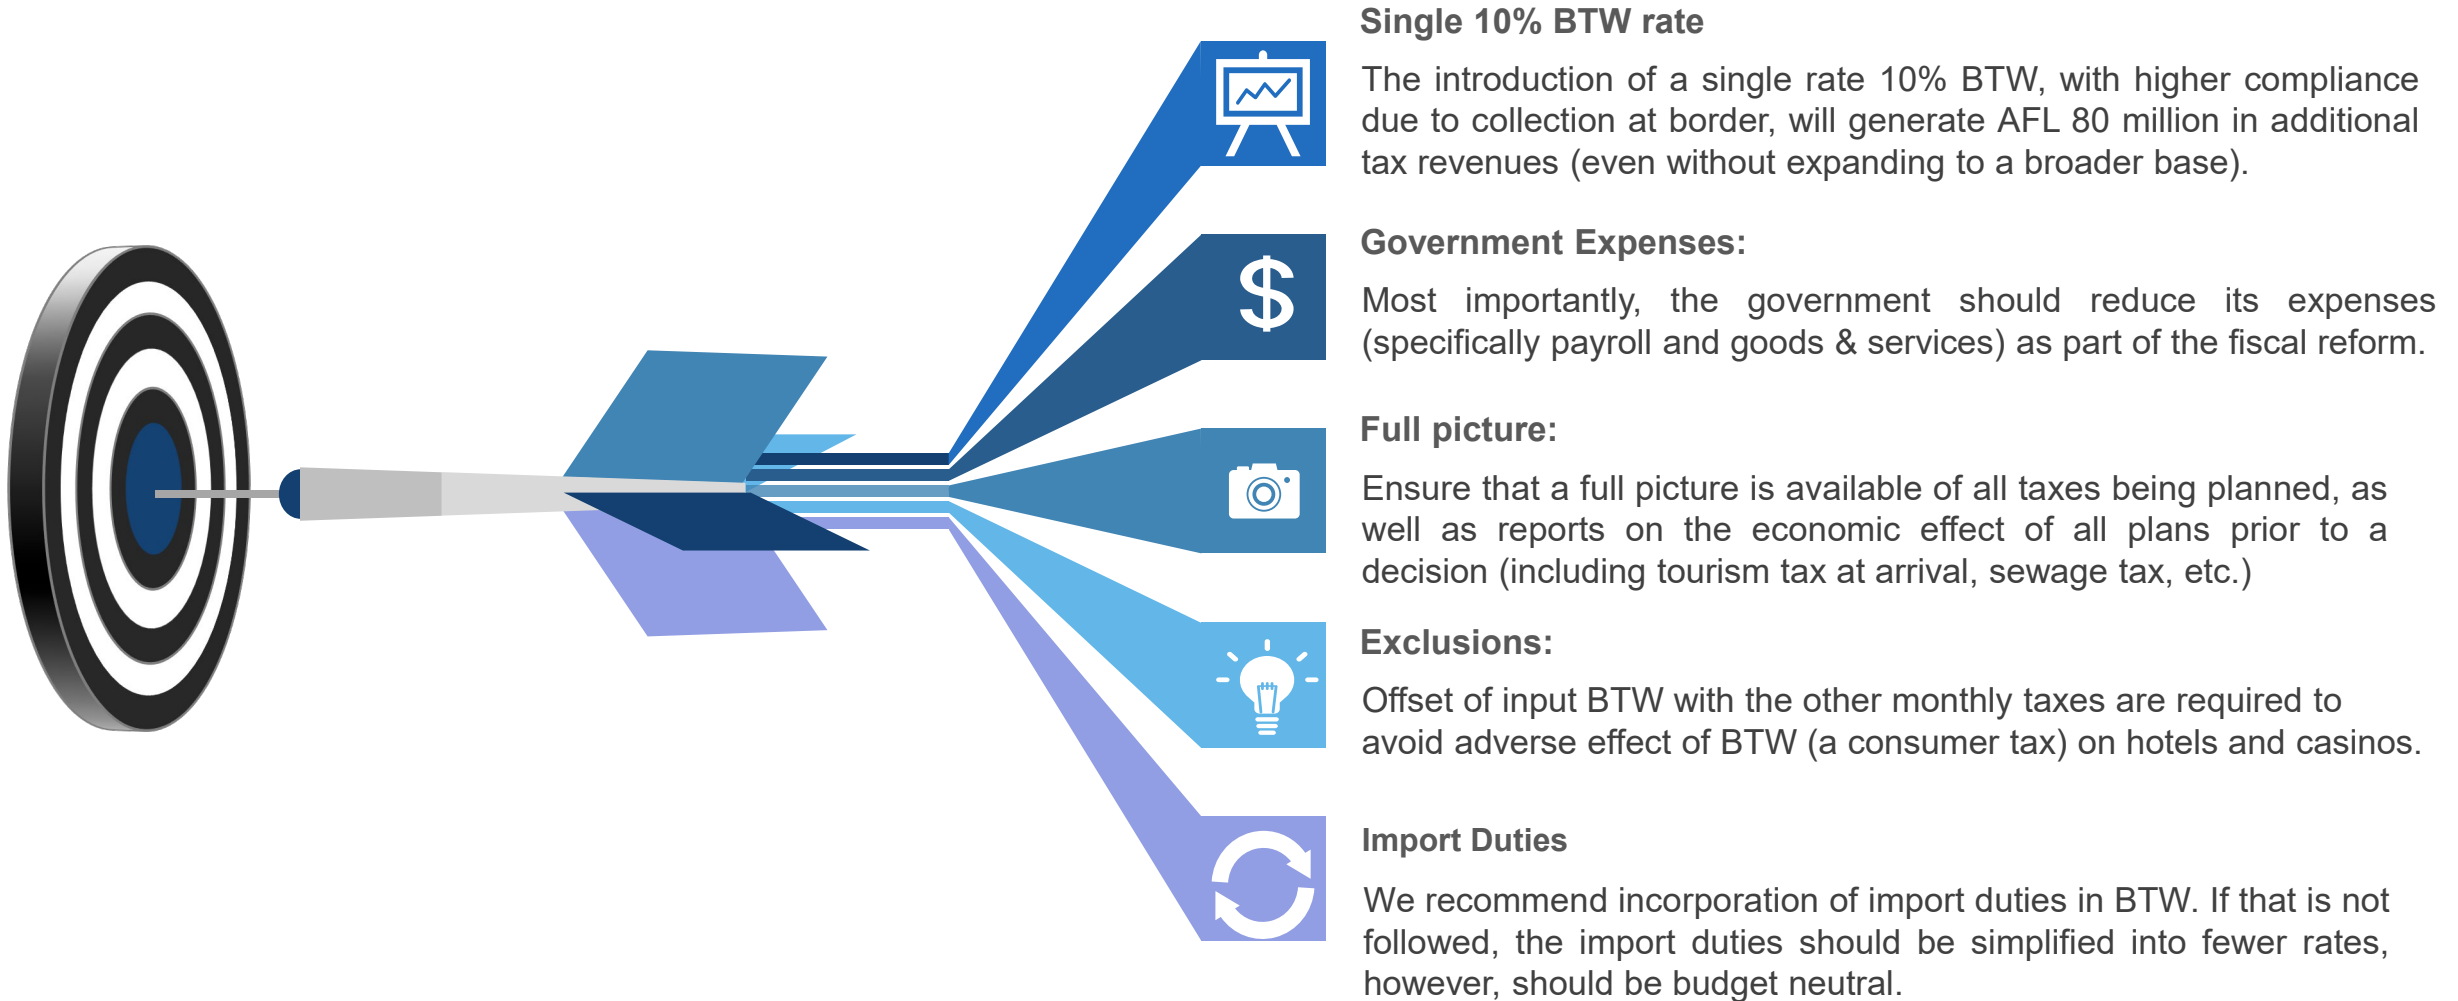 Single 10% BTW rate
The introduction of a single rate 10% BTW, with higher compliance
due to collection at border, will generate AFL 80 million in additional
tax revenues (even without expanding to a broader base).
Government Expenses:
Most importantly, the government should reduce its expenses
(specifically payroll and goods & services) as part of the fiscal reform.
Full picture:
Ensure that a full picture is available of all taxes being planned, as
well as reports on the economic effect of all plans prior to a
decision (including tourism tax at arrival, sewage tax, etc.)
Exclusions:
Offset of input BTW with the other monthly taxes are required to
avoid adverse effect of BTW (a consumer tax) on hotels and casinos.
Import Duties
We recommend incorporation of import duties in BTW. If that is not
followed, the import duties should be simplified into fewer rates,
however, should be budget neutral.